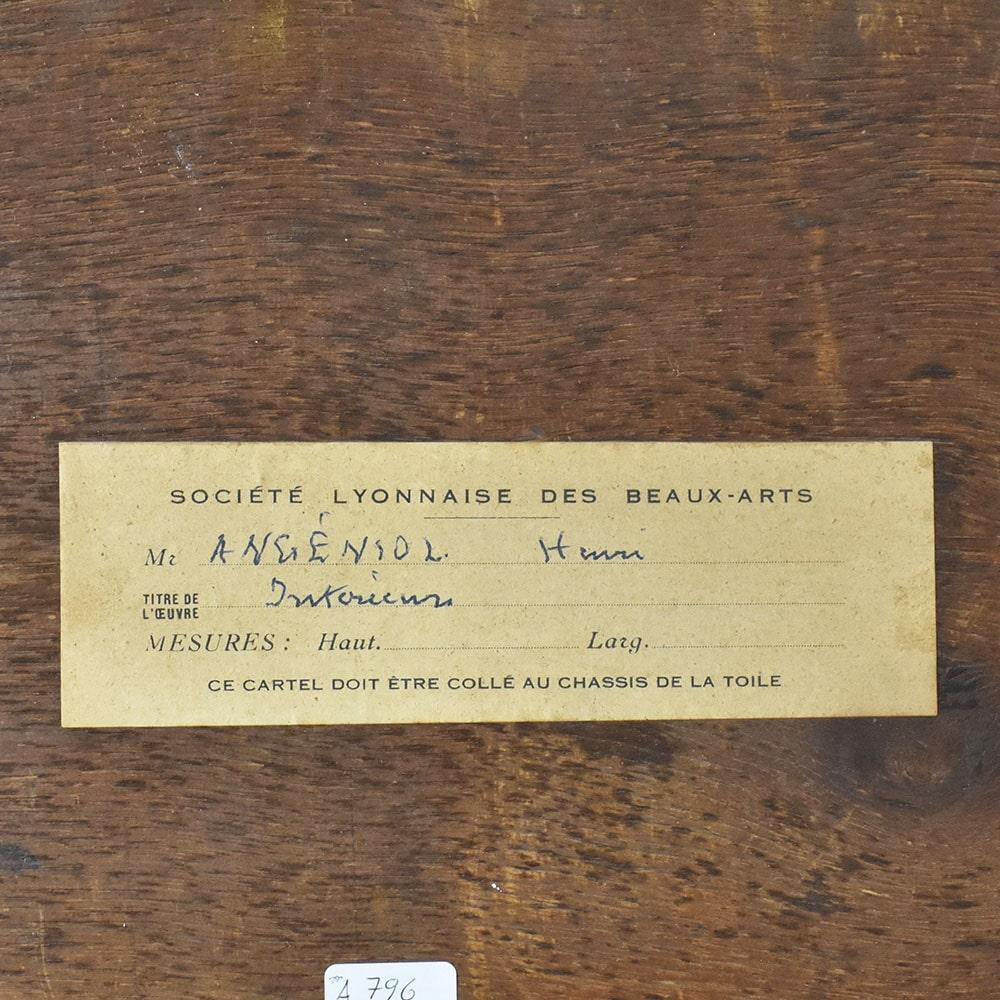 SOCIÉTÉ LYONNAISE DES BEAUX-ARTS
Mr ANGÉNIOL Henri
TITRE DE L'ŒUVRE Intérieur
MESURES : Haut. Larg.
CE CARTEL DOIT ÊTRE COLLÉ AU CHASSIS DE LA TOILE
A 796